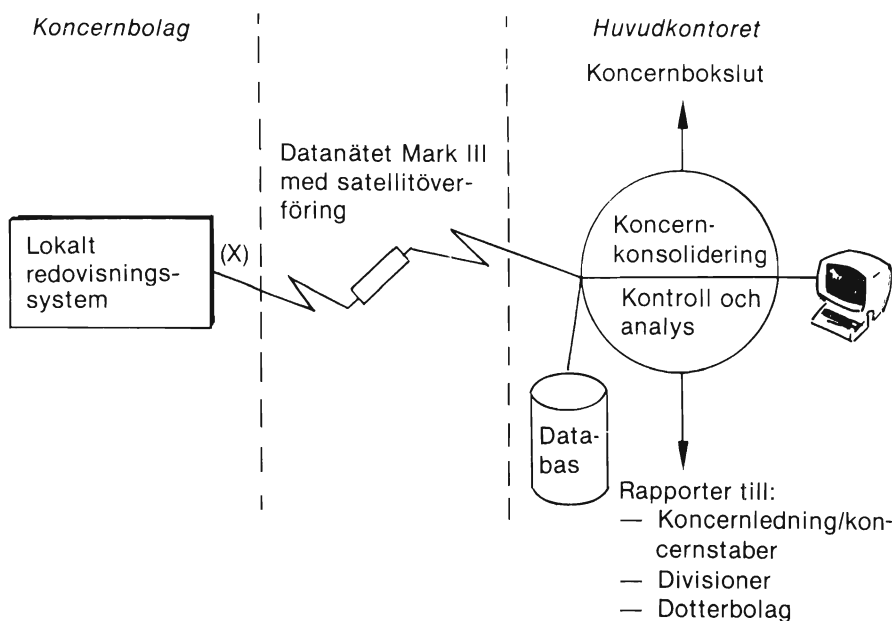 Koncernbolag
Huvudkontoret
Koncernbokslut
Datanätet Mark III
med satellitöver-
föring
Lokalt
redovisnings-
system
(X)
Koncern-
konsolidering
Kontroll och
analys
Data-
bas
Rapporter till:
— Koncernledning/kon-
cernstaber
— Divisioner
— Dotterbolag